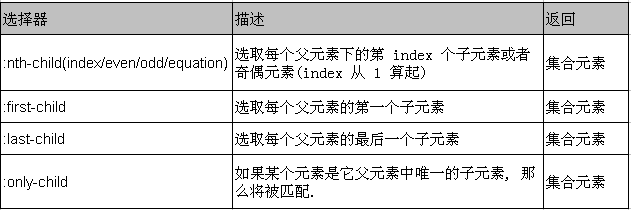 选择器 描述 返回
:nth-child(index/even/odd/equation) 选取每个父元素下的第 index 个子元素或者 集合元素
奇偶元素(index 从 1 算起)
:first-child 选取每个父元素的第一个子元素 集合元素
:last-child 选取每个父元素的最后一个子元素 集合元素
:only-child 如果某个元素是它父元素中唯一的子元素, 那 集合元素
么将被匹配.